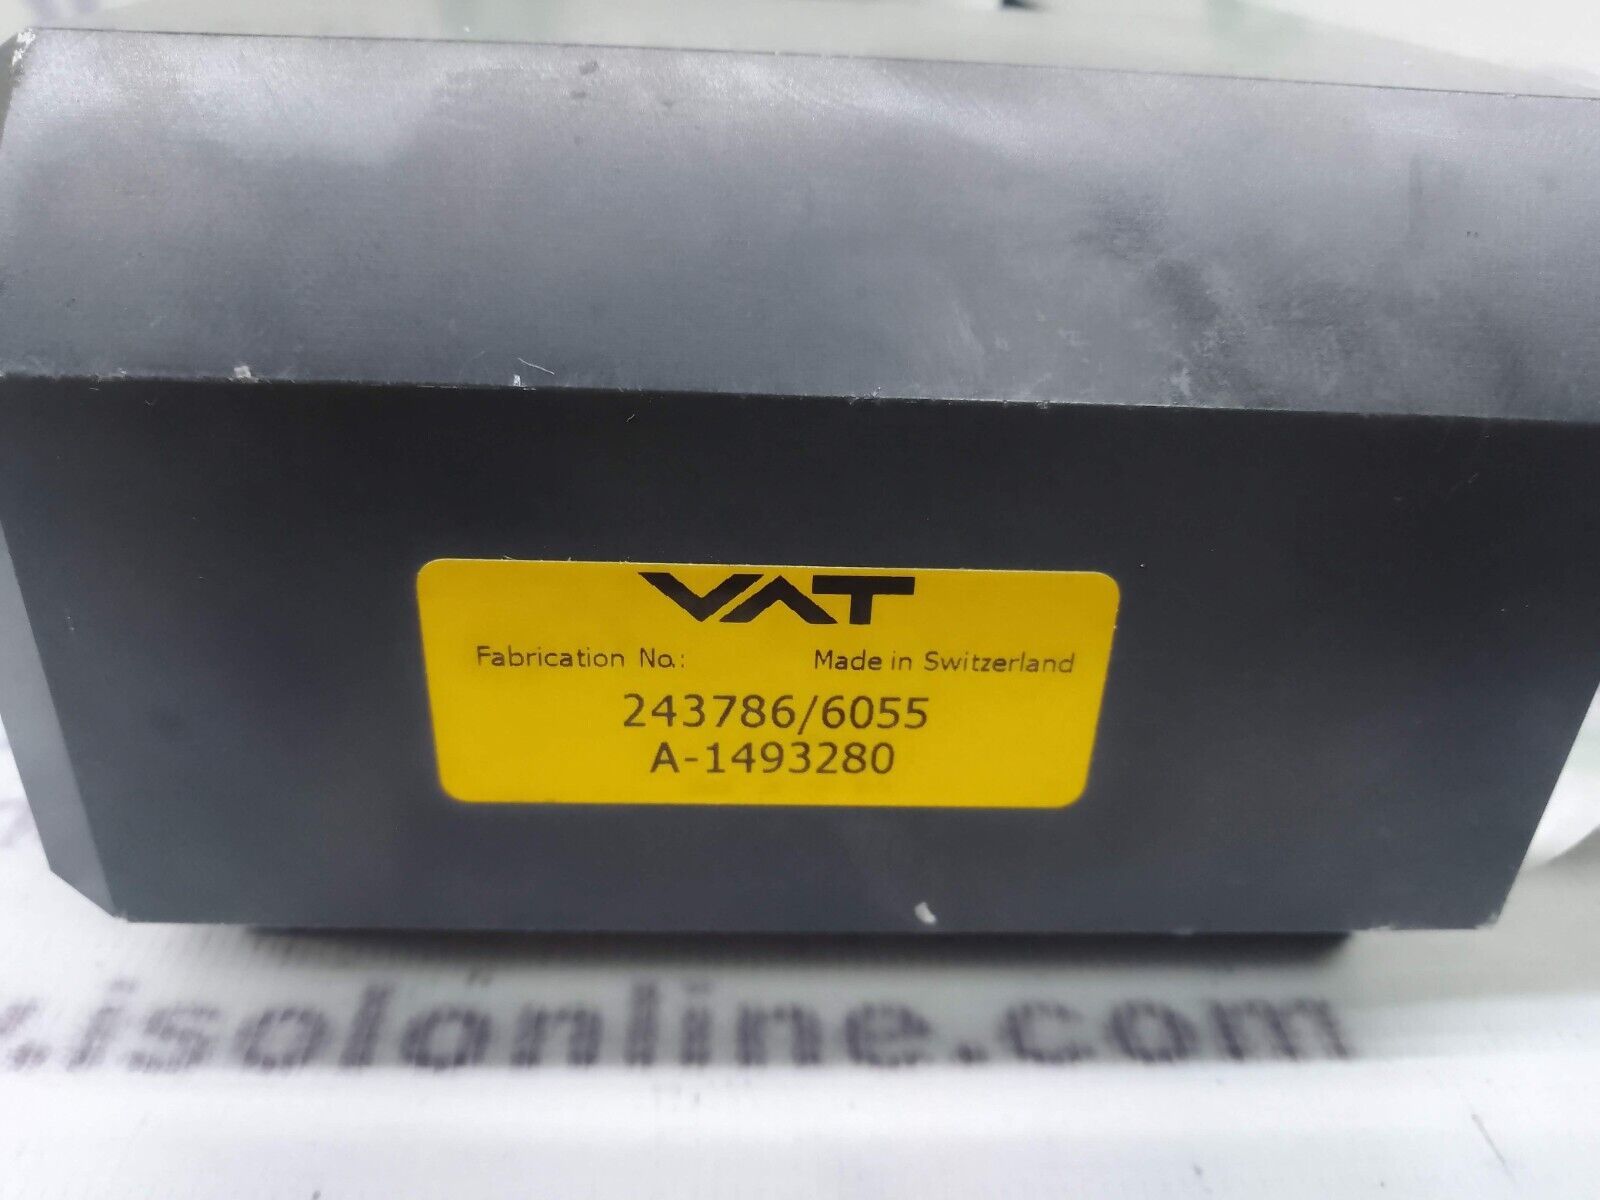 VAT
Fabrication No.: Made in Switzerland
243786/6055
A-1493280
.isolonline.com